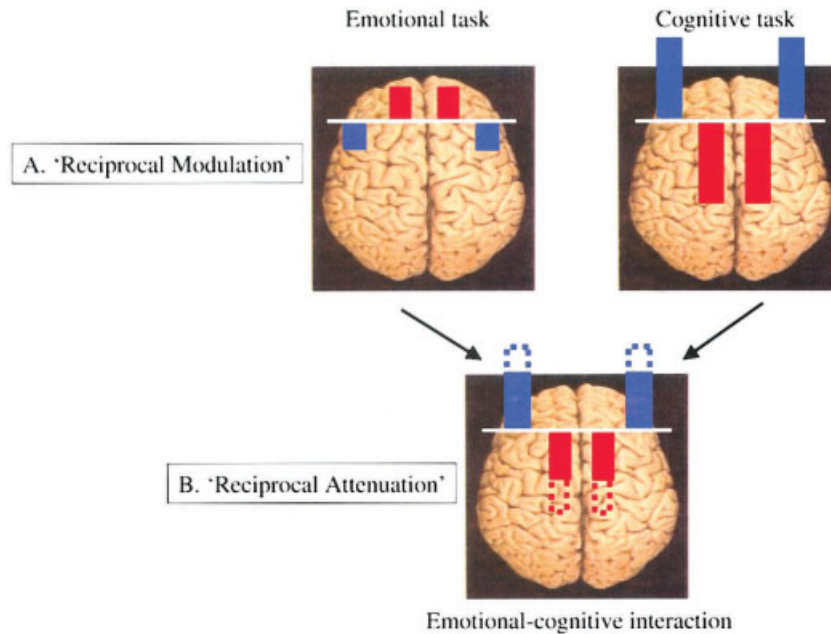 Emotional task
Cognitive task
A. ‘Reciprocal Modulation’
B. ‘Reciprocal Attenuation’
Emotional-cognitive interaction